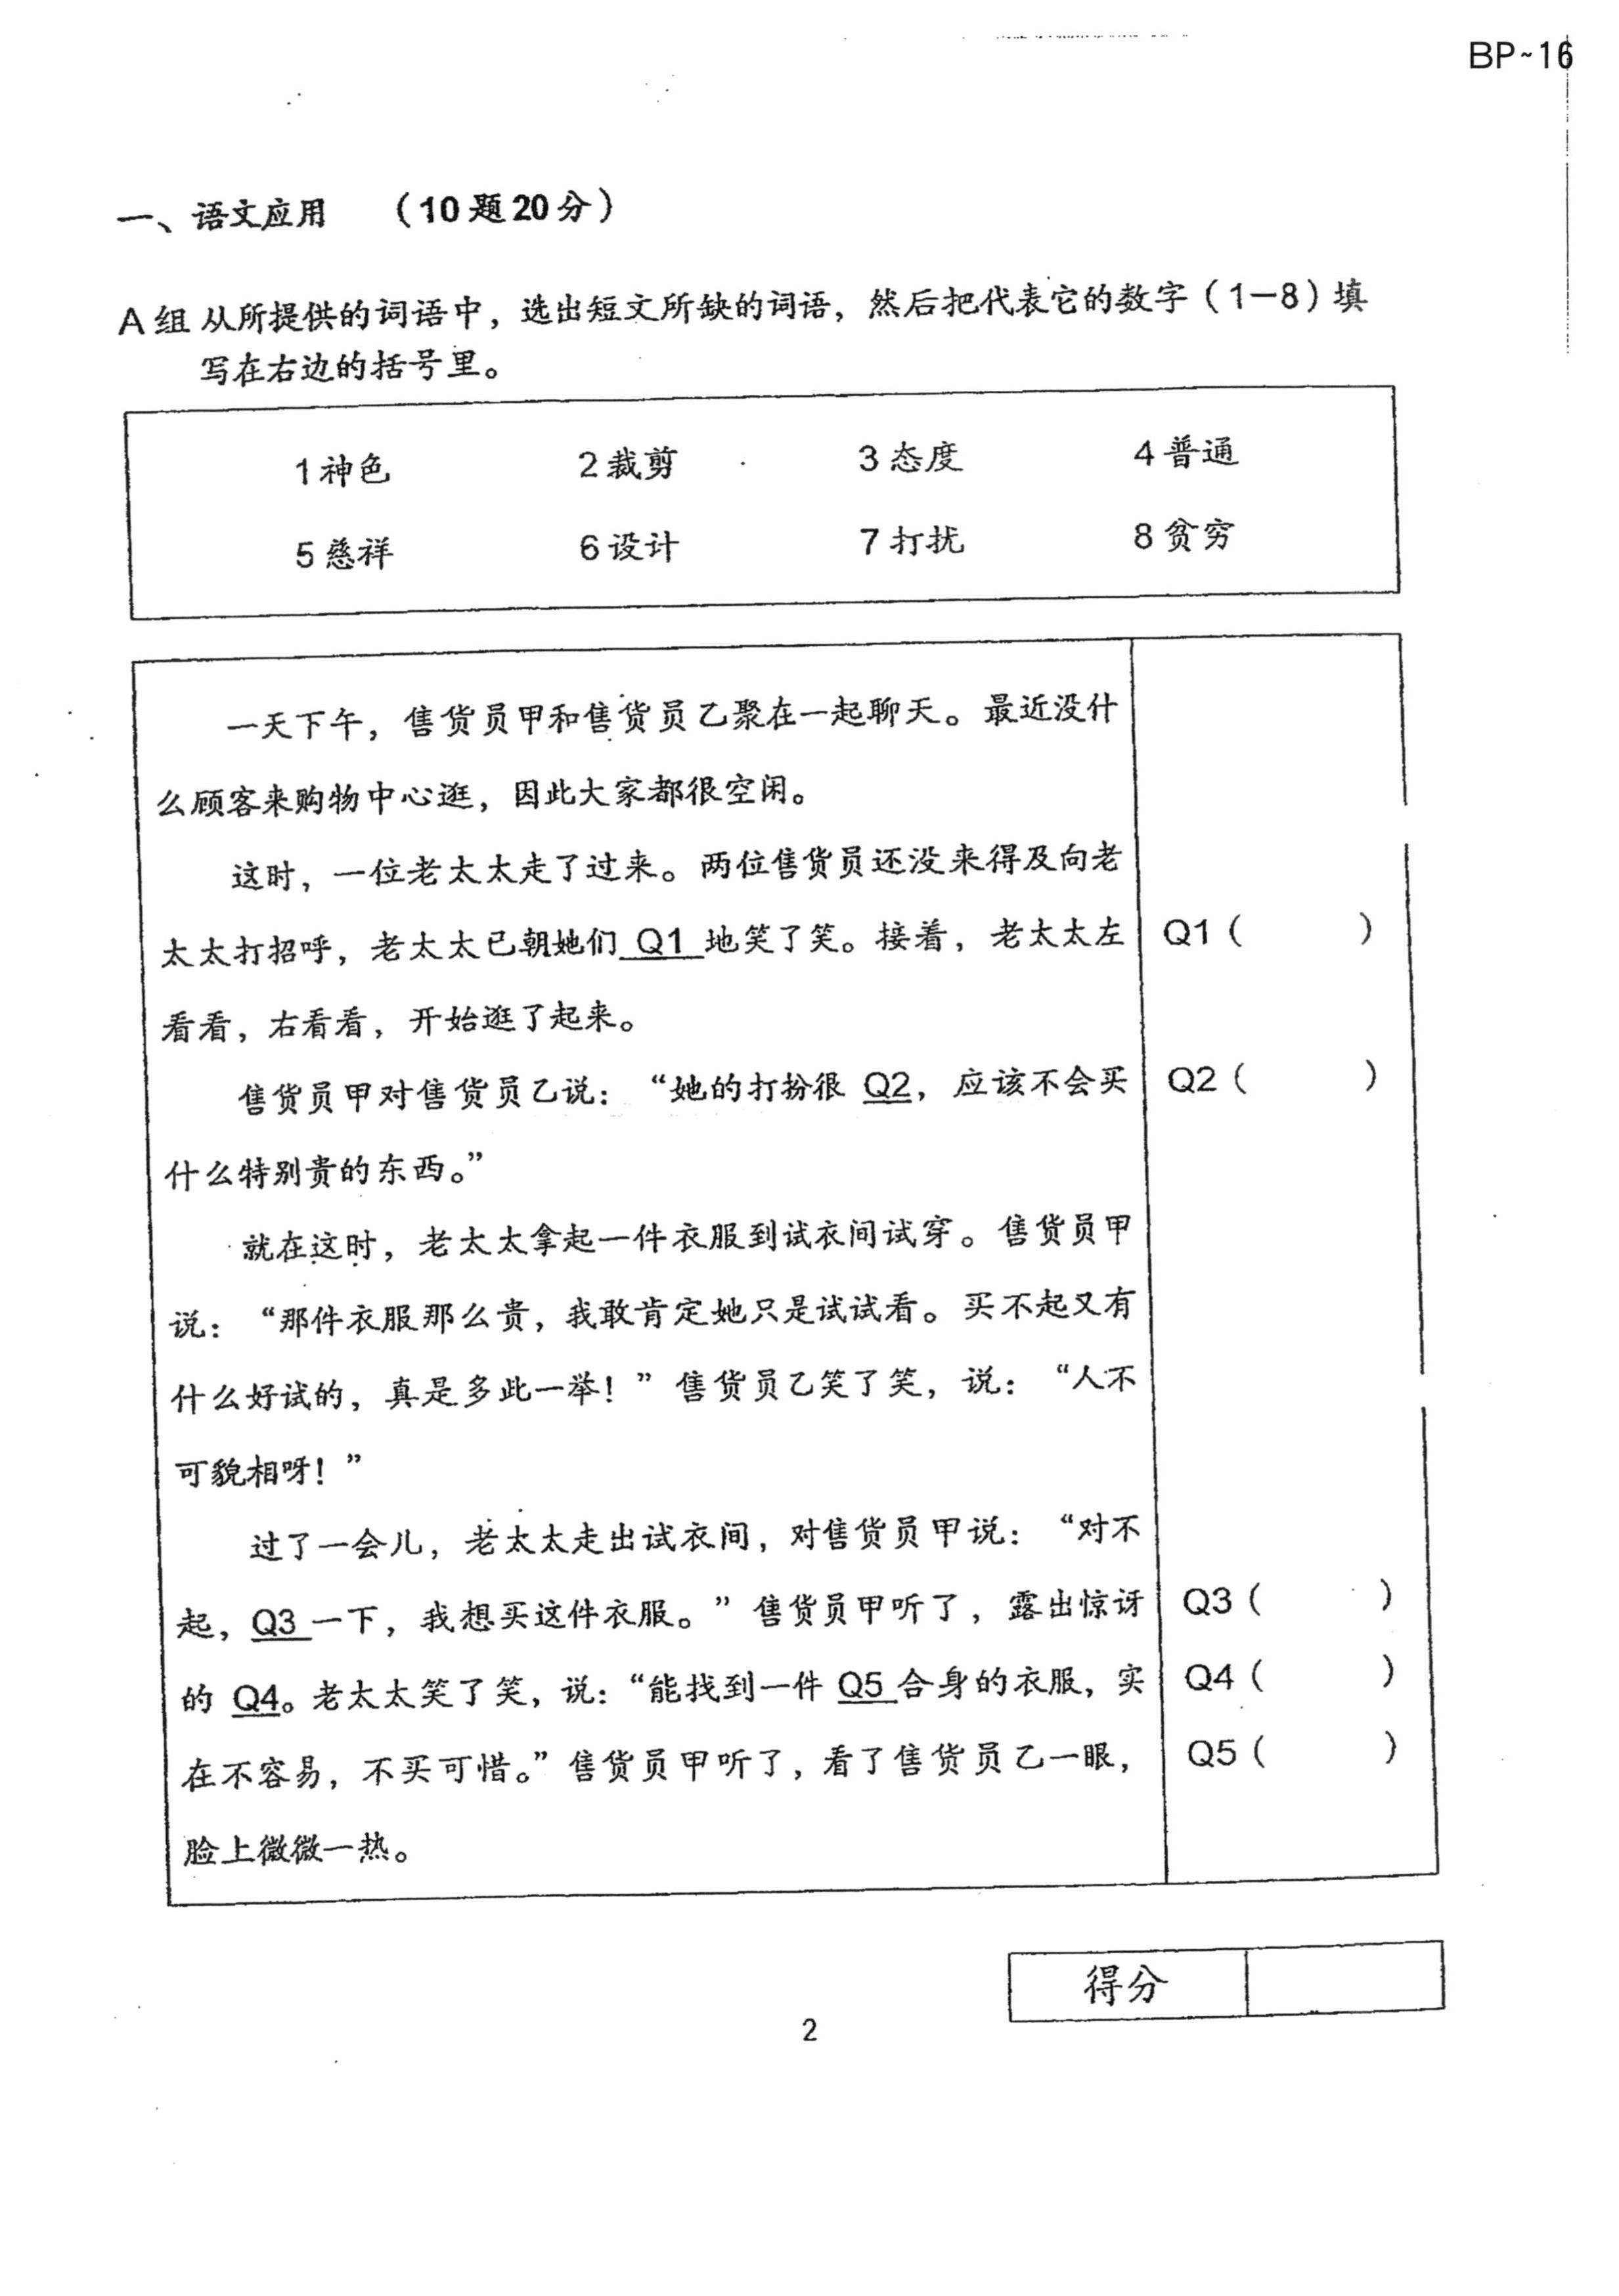 BP~16
一、语文应用 （10题20分）
A组 从所提供的词语中，选出短文所缺的词语，然后把代表它的数字（1—8）填
写在右边的括号里。
1神色 2裁剪 3态度 4普通
5慈祥 6设计 7打扰 8贫穷
一天下午，售货员甲和售货员乙聚在一起聊天。最近没什
么顾客来购物中心逛，因此大家都很空闲。
这时，一位老太太走了过来。两位售货员还没来得及向老
太太打招呼，老太太已朝她们 Q1 地笑了笑。接着，老太太左 Q1（ ）
看看，右看看，开始逛了起来。
售货员甲对售货员乙说：“她的打扮很 Q2，应该不会买 Q2（ ）
什么特别贵的东西。”
就在这时，老太太拿起一件衣服到试衣间试穿。售货员甲
说：“那件衣服那么贵，我敢肯定她只是试试看。买不起又有
什么好试的，真是多此一举！”售货员乙笑了笑，说：“人不
可貌相呀！”
过了一会儿，老太太走出试衣间，对售货员甲说：“对不
起，Q3 一下，我想买这件衣服。”售货员甲听了，露出惊讶 Q3（ ）
的 Q4。老太太笑了笑，说：“能找到一件 Q5 合身的衣服，实 Q4（ ）
在不容易，不买可惜。”售货员甲听了，看了售货员乙一眼， Q5（ ）
脸上微微一热。
得分
2